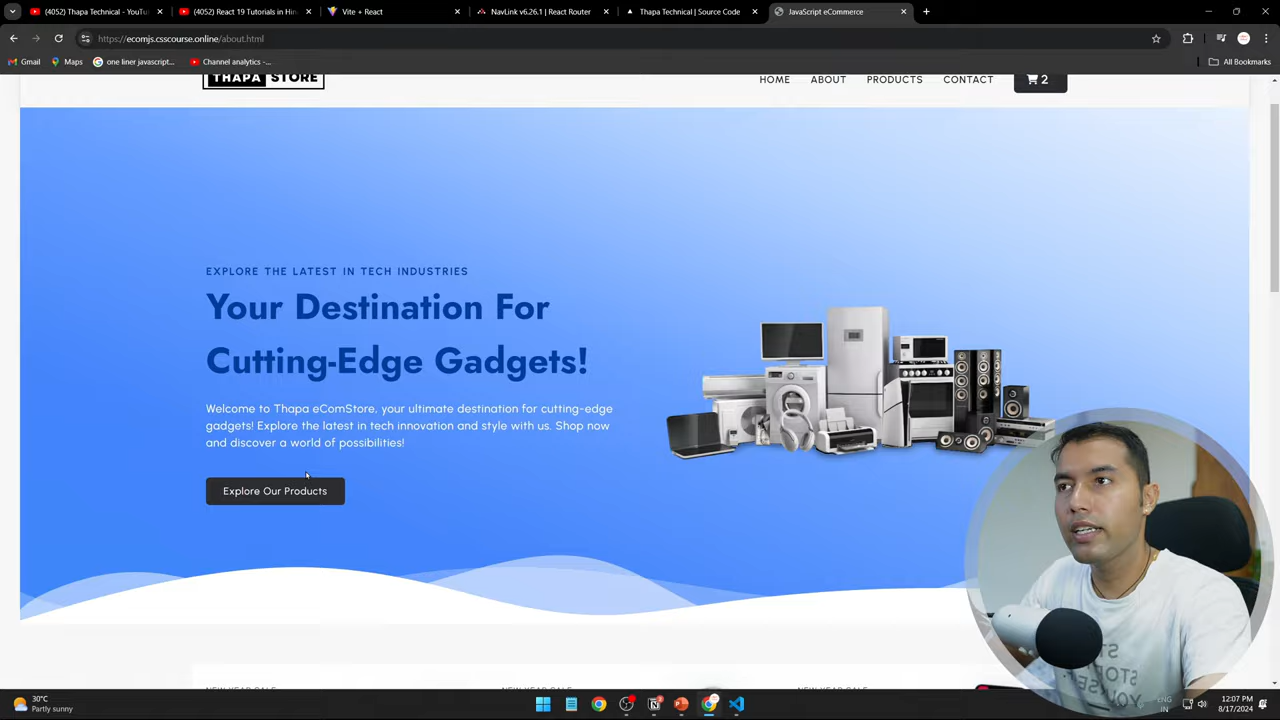 (4052) Thapa Technical - YouTu
(4052) React 19 Tutorials in Hin
Vite + React
NavLink v6.26.1 | React Router
Thapa Technical | Source Code
JavaScript eCommerce
https://ecomjs.csscourse.online/about.html
Gmail
Maps
one liner javascript...
Channel analytics -...
All Bookmarks
THAPA STORE
HOME
ABOUT
PRODUCTS
CONTACT
2
EXPLORE THE LATEST IN TECH INDUSTRIES
Your Destination For
Cutting-Edge Gadgets!
Welcome to Thapa eComStore, your ultimate destination for cutting-edge
gadgets! Explore the latest in tech innovation and style with us. Shop now
and discover a world of possibilities!
Explore Our Products
30°C
Partly sunny
ENG
IN
12:07 PM
8/17/2024